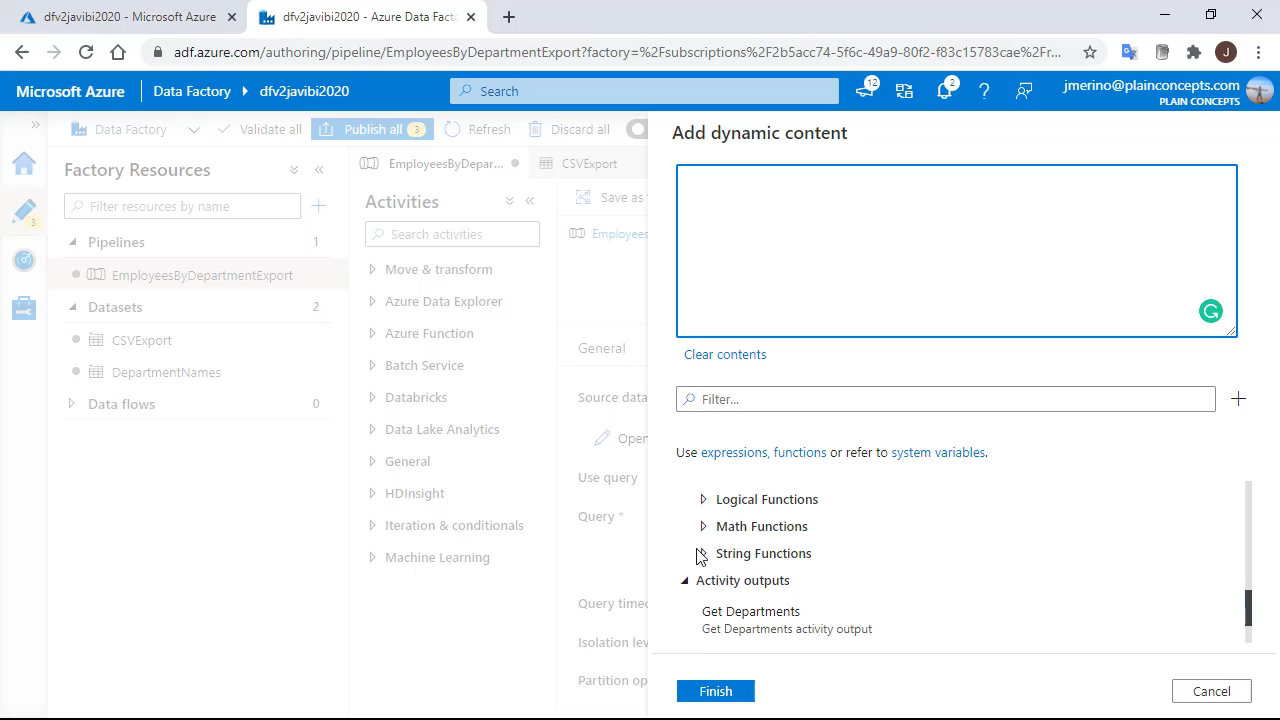 dfv2javibi2020 - Microsoft Azure
dfv2javibi2020 - Azure Data Fact
adf.azure.com/authoring/pipeline/EmployeesByDepartmentExport?factory=%2Fsubscriptions%2F2b5acc74-5f6c-49a9-80f2-f83c15783cae%2Fr...
J
Microsoft Azure
Data Factory
dfv2javibi2020
Search
12
2
jmerino@plainconcepts.com
PLAIN CONCEPTS
Data Factory
Validate all
Publish all
3
Refresh
Discard all
Factory Resources
Filter resources by name
3
Pipelines
1
EmployeesByDepartmentExport
Datasets
2
CSVExport
DepartmentNames
Data flows
0
EmployeesByDepar...
CSVExport
Activities
Search activities
Move & transform
Azure Data Explorer
Azure Function
Batch Service
Databricks
Data Lake Analytics
General
HDInsight
Iteration & conditionals
Machine Learning
Save as
Employees
General
Source data
Open
Use query
Query *
Query timeo
Isolation lev
Partition op
Add dynamic content
Clear contents
Filter...
Use expressions, functions or refer to system variables.
Logical Functions
Math Functions
String Functions
Activity outputs
Get Departments
Get Departments activity output
Finish
Cancel